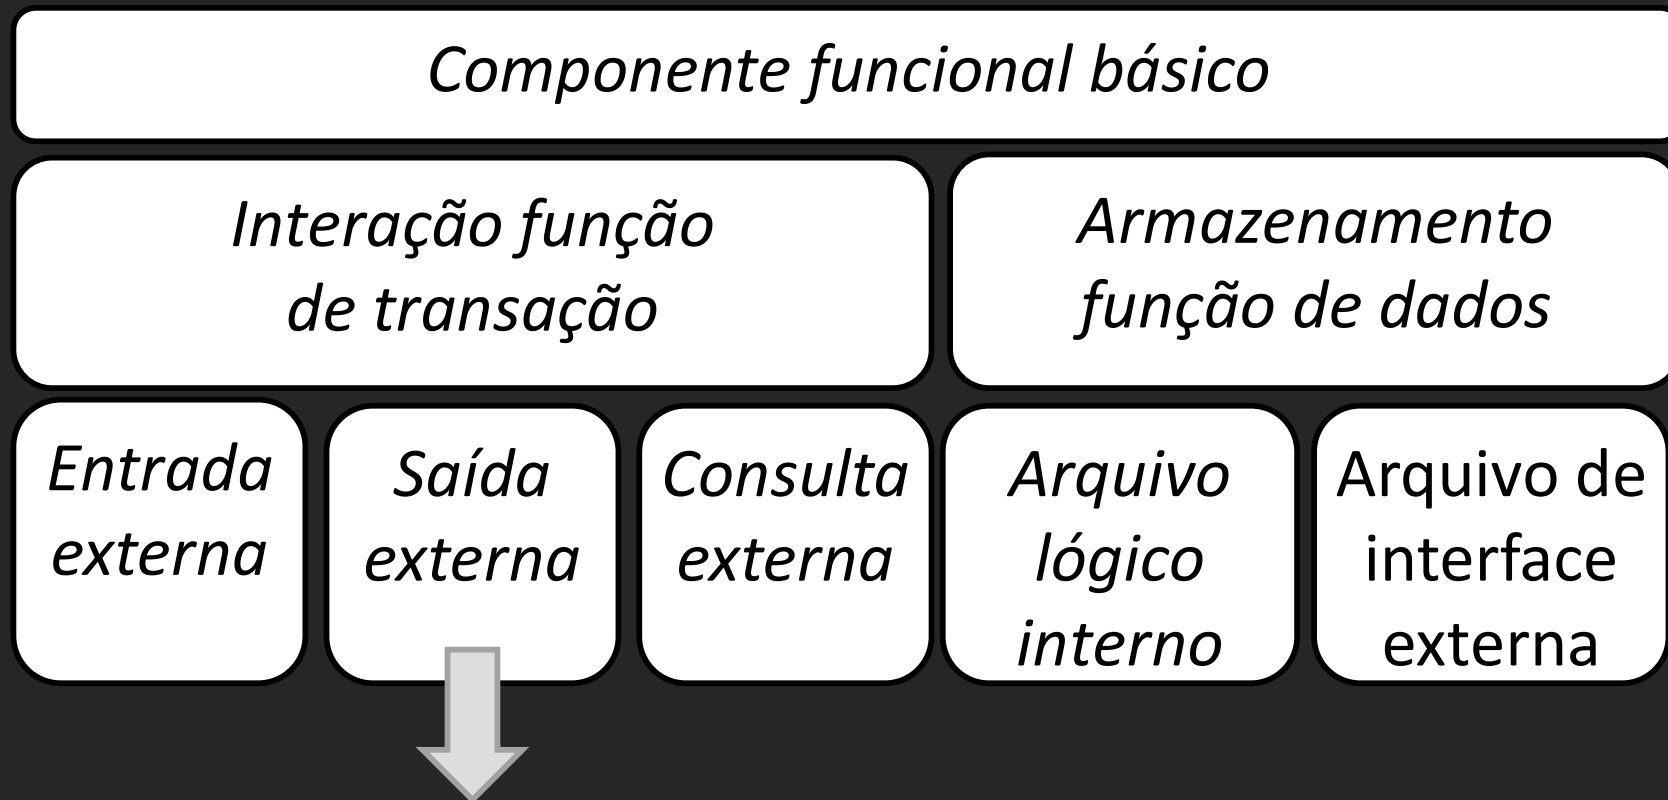 Componente funcional básico
Interação função
de transação
Armazenamento
função de dados
Entrada
externa
Saída
externa
Consulta
externa
Arquivo
lógico
interno
Arquivo de
interface
externa